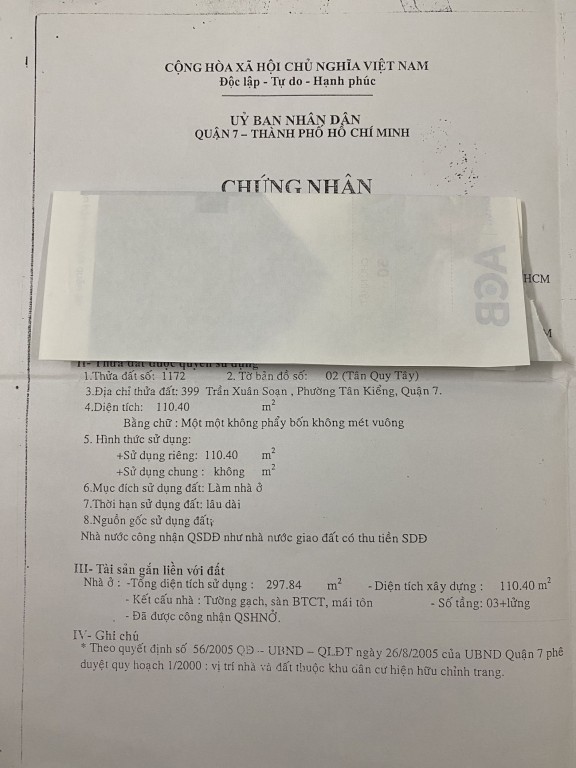 CỘNG HÒA XÃ HỘI CHỦ NGHĨA VIỆT NAM
Độc lập - Tự do - Hạnh phúc
UỶ BAN NHÂN DÂN
QUẬN 7 – THÀNH PHỐ HỒ CHÍ MINH
CHỨNG NHẬN
ACB
HCM
M
II- Thửa đất được quyền sử dụng
1.Thửa đất số: 1172 2. Tờ bản đồ số: 02 (Tân Quy Tây)
3.Địa chỉ thửa đất: 399 Trần Xuân Soạn , Phường Tân Kiểng, Quận 7.
4.Diện tích: 110.40 m²
Bằng chữ : Một một không phẩy bốn không mét vuông
5. Hình thức sử dụng:
+Sử dụng riêng: 110.40 m²
+Sử dụng chung : không m²
6.Mục đích sử dụng đất: Làm nhà ở
7.Thời hạn sử dụng đất: lâu dài
8.Nguồn gốc sử dụng đất;
Nhà nước công nhận QSDĐ như nhà nước giao đất có thu tiền SDĐ
III- Tài sản gắn liền với đất
Nhà ở : -Tổng diện tích sử dụng : 297.84 m² - Diện tích xây dựng : 110.40 m²
- Kết cấu nhà : Tường gạch, sàn BTCT, mái tôn - Số tầng: 03+lửng
- Đã được công nhận QSHNỞ.
IV- Ghi chú
* Theo quyết định số 56/2005 QĐ – UBND – QLĐT ngày 26/8/2005 của UBND Quận 7 phê
duyệt quy hoạch 1/2000 : vị trí nhà và đất thuộc khu dân cư hiện hữu chỉnh trang.